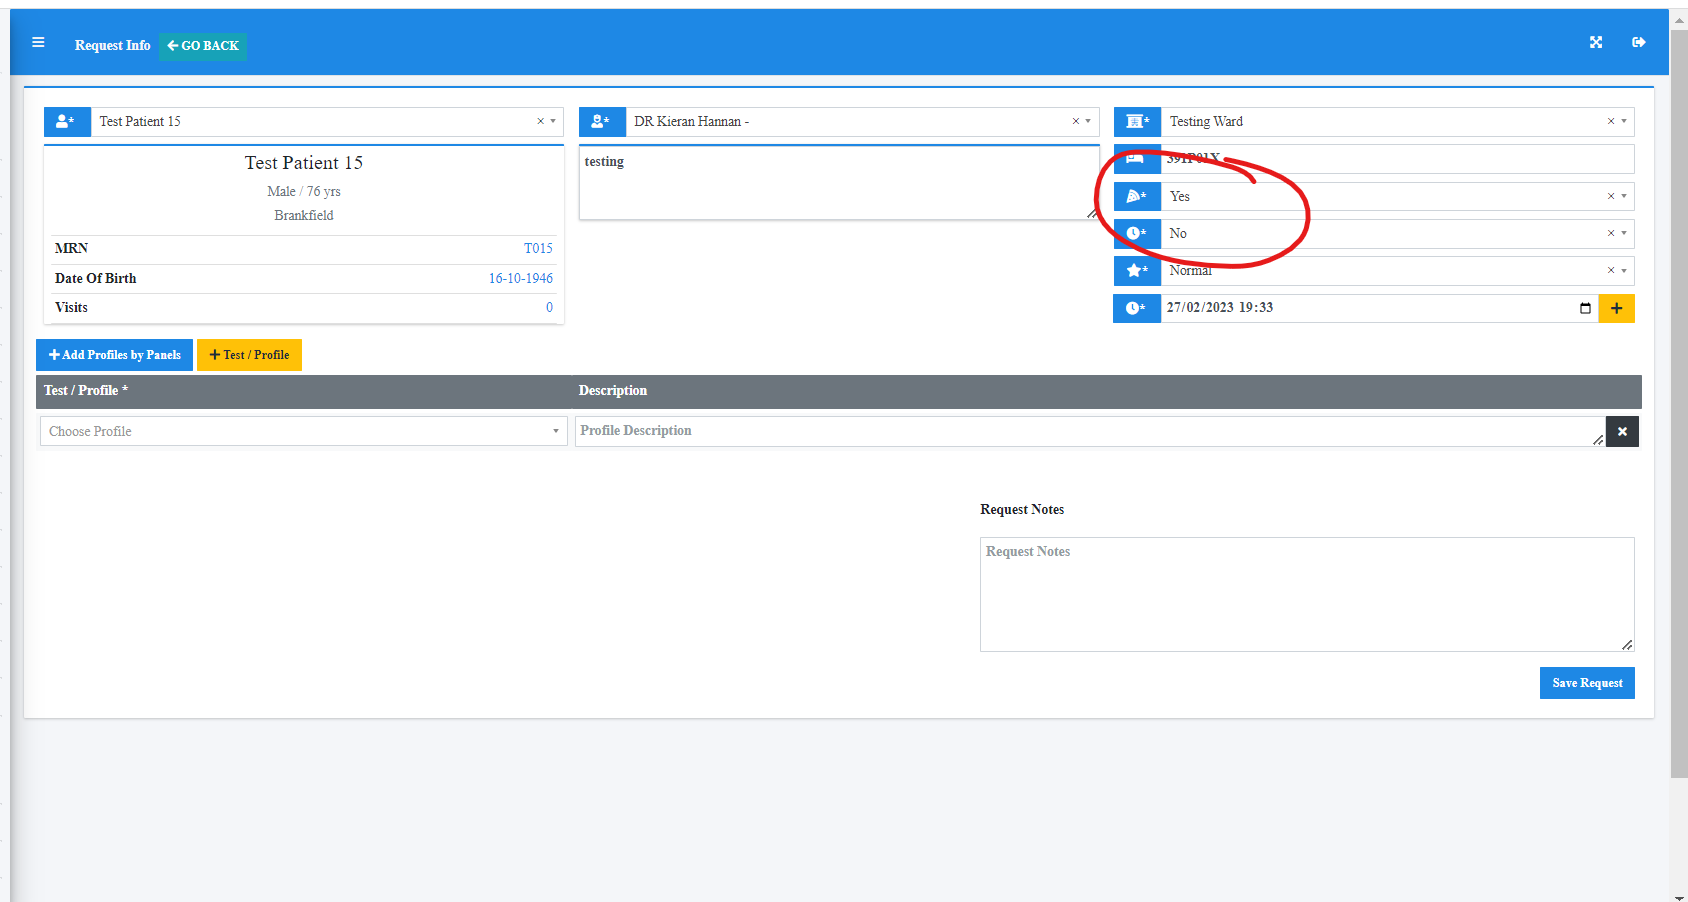 Request Info GO BACK
* Test Patient 15 × * DR Kieran Hannan - × * Testing Ward ×
Test Patient 15
Male / 76 yrs
Brankfield
MRN T015
Date Of Birth 16-10-1946
Visits 0
testing
391P01X
* Yes ×
* No ×
* Normal ×
* 27/02/2023 19:33 +
+ Add Profiles by Panels + Test / Profile
Test / Profile * Description
Choose Profile Profile Description ×
Request Notes
Request Notes
Save Request